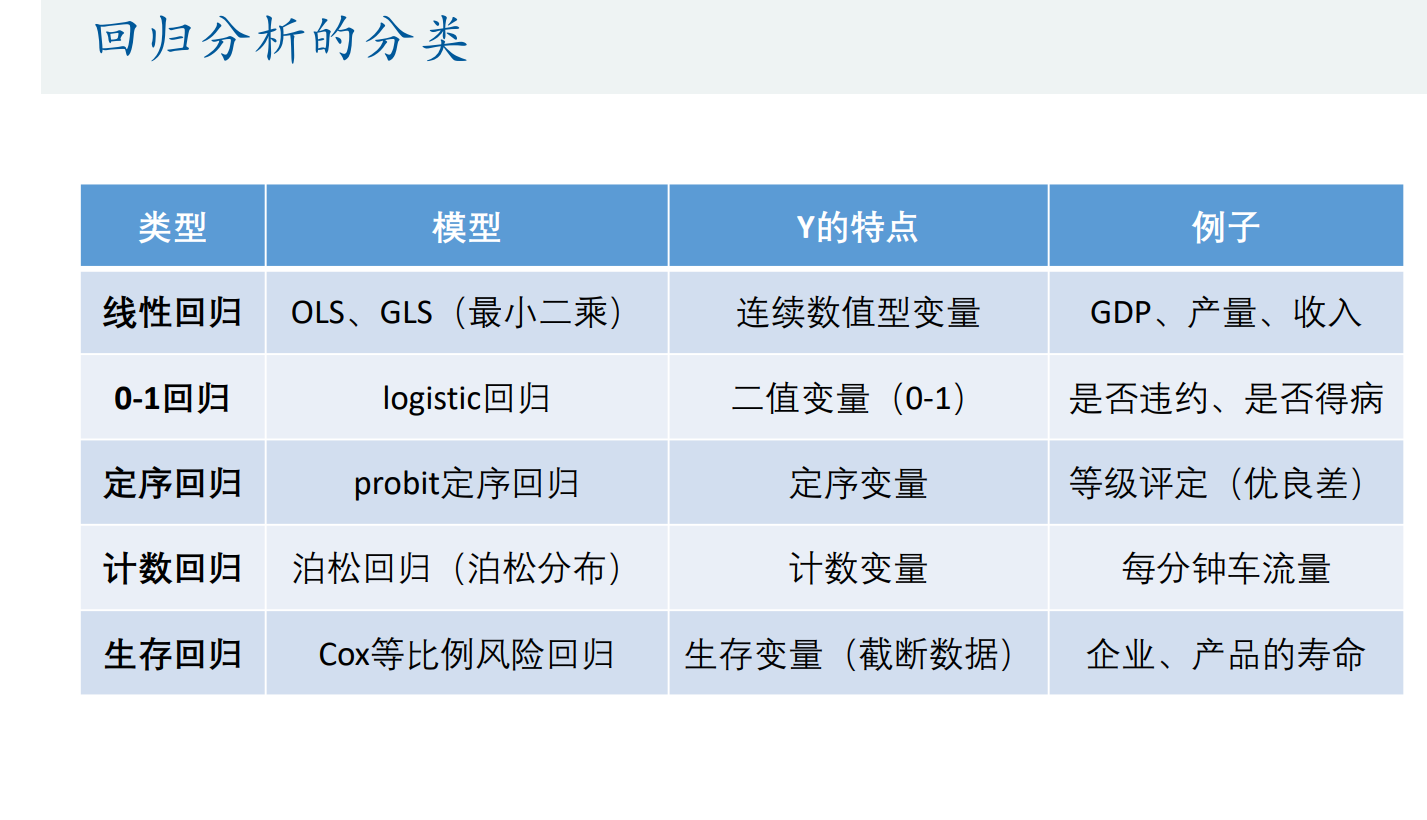 回归分析的分类
类型 模型 Y的特点 例子
线性回归 OLS、GLS（最小二乘） 连续数值型变量 GDP、产量、收入
0-1回归 logistic回归 二值变量（0-1） 是否违约、是否得病
定序回归 probit定序回归 定序变量 等级评定（优良差）
计数回归 泊松回归（泊松分布） 计数变量 每分钟车流量
生存回归 Cox等比例风险回归 生存变量（截断数据） 企业、产品的寿命